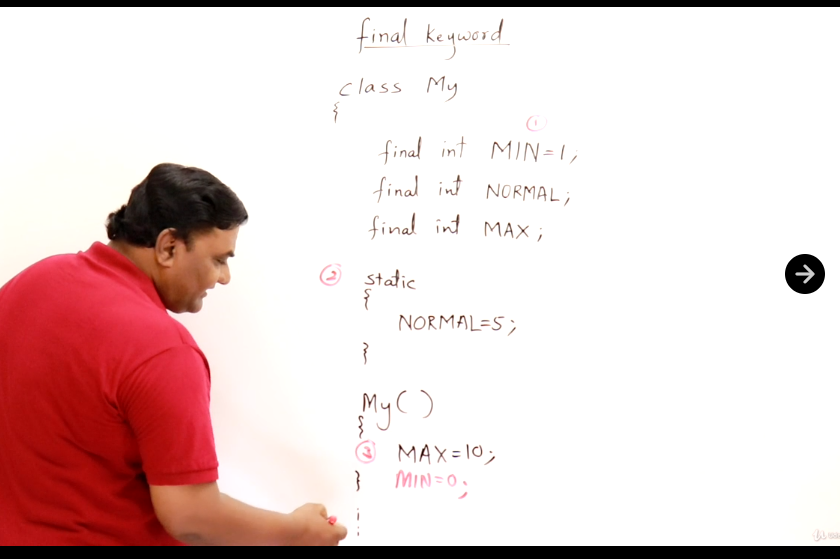 final keyword
class My
{
①
final int MIN=1;
final int NORMAL;
final int MAX;
② static
{
NORMAL=5;
}
My( )
{
③ MAX=10;
} MIN=0;